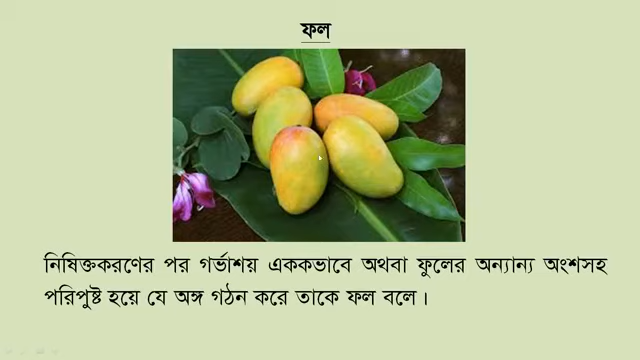 ফল
নিষিক্তকরণের পর গর্ভাশয় এককভাবে অথবা ফুলের অন্যান্য অংশসহ
পরিপুষ্ট হয়ে যে অঙ্গ গঠন করে তাকে ফল বলে।